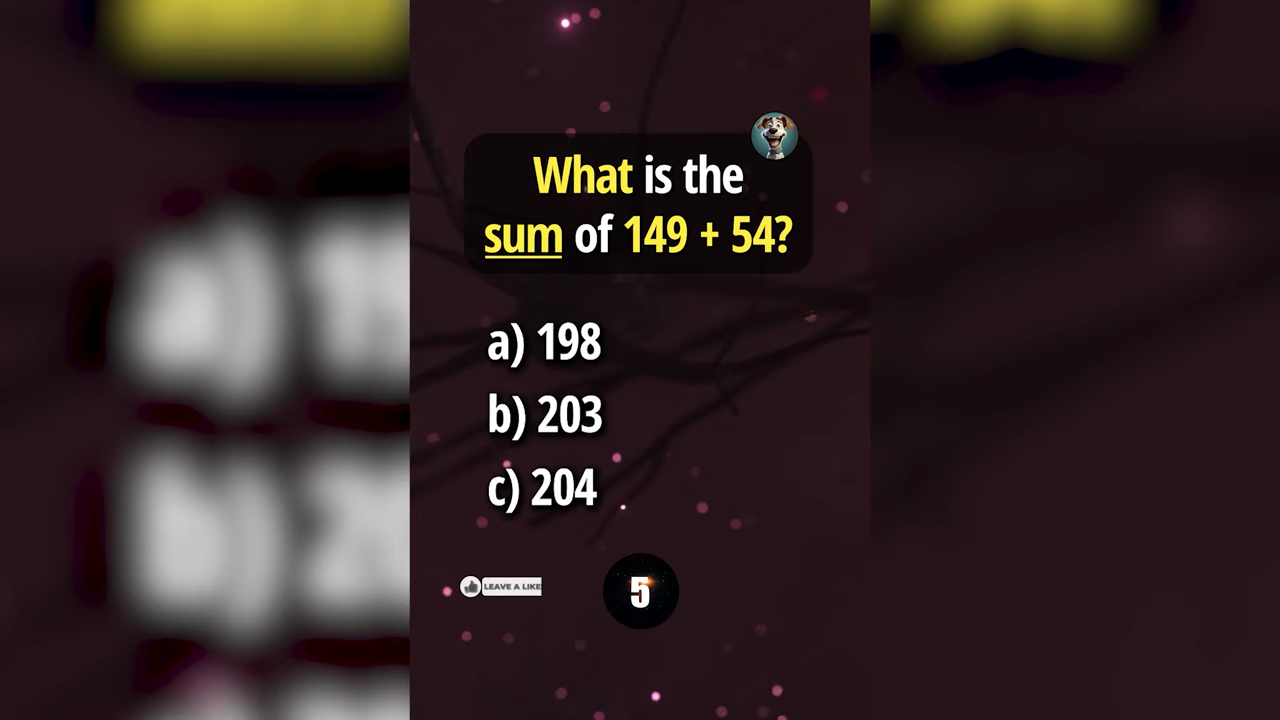 What is the
sum of 149 + 54?
a) 198
b) 203
c) 204
LEAVE A LIKE
5